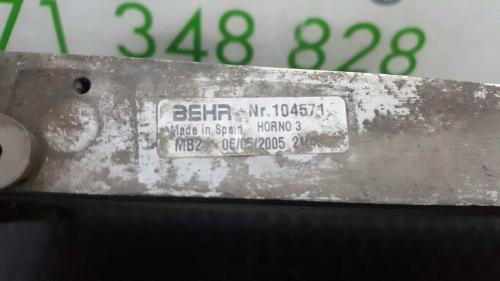 71 348 828
BEHR Nr.104571
Made in Spain HORNO 3
MB2 06/05/2005